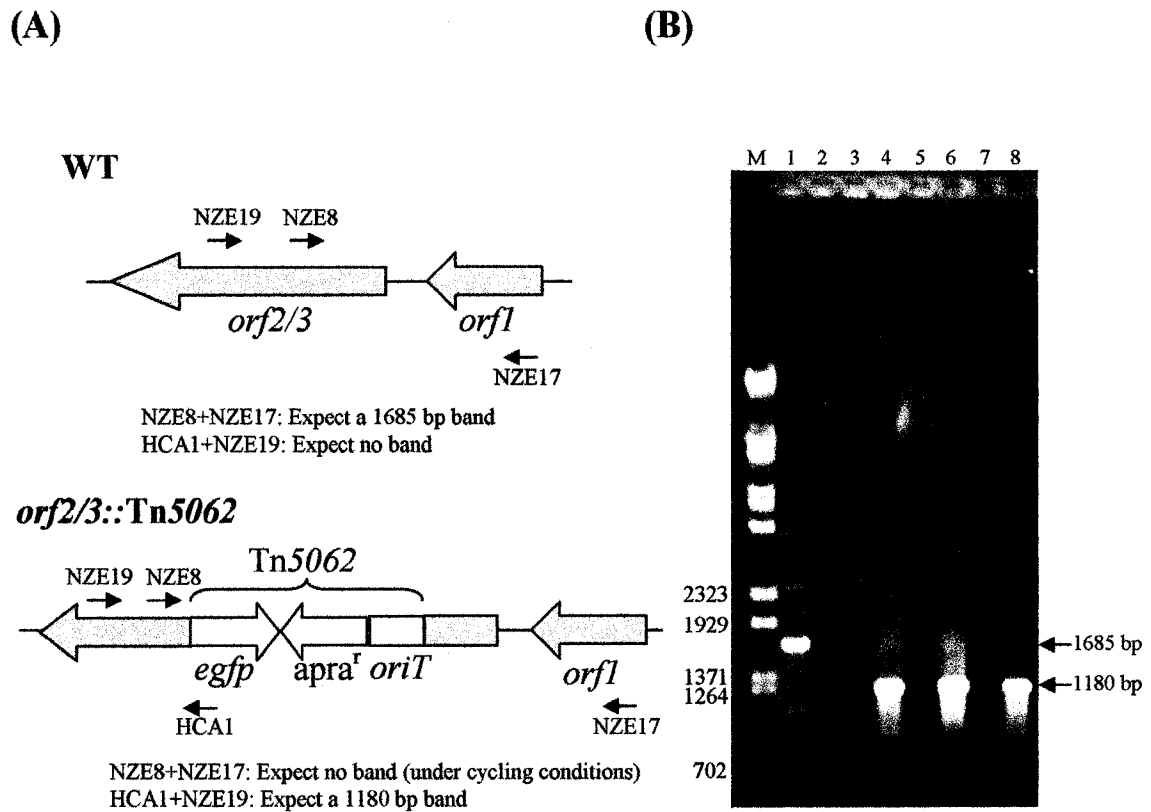 (A)
WT
NZE19 NZE8
orf2/3 orf1
NZE17
NZE8+NZE17: Expect a 1685 bp band
HCA1+NZE19: Expect no band
orf2/3::Tn5062
Tn5062
NZE19 NZE8
egfp apraʳ oriT orf1
HCA1 NZE17
NZE8+NZE17: Expect no band (under cycling conditions)
HCA1+NZE19: Expect a 1180 bp band
(B)
M 1 2 3 4 5 6 7 8
2323
1929
1685 bp
1371
1180 bp
1264
702